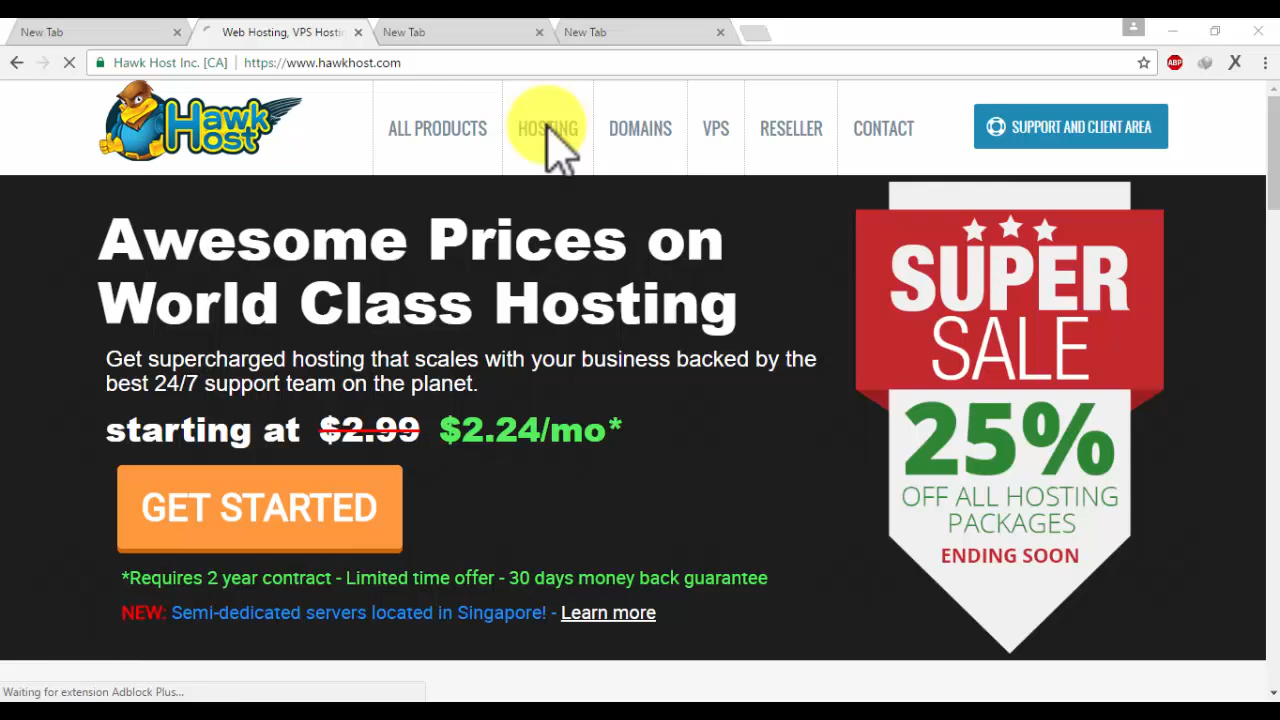 New Tab
Web Hosting, VPS Hosti
New Tab
New Tab
Hawk Host Inc. [CA]
https://www.hawkhost.com
ABP
X
Hawk
Host
ALL PRODUCTS
HOSTING
DOMAINS
VPS
RESELLER
CONTACT
SUPPORT AND CLIENT AREA
Awesome Prices on
World Class Hosting
Get supercharged hosting that scales with your business backed by the
best 24/7 support team on the planet.
starting at $2.99 $2.24/mo*
GET STARTED
*Requires 2 year contract - Limited time offer - 30 days money back guarantee
NEW: Semi-dedicated servers located in Singapore! - Learn more
SUPER
SALE
25%
OFF ALL HOSTING
PACKAGES
ENDING SOON
Waiting for extension Adblock Plus...